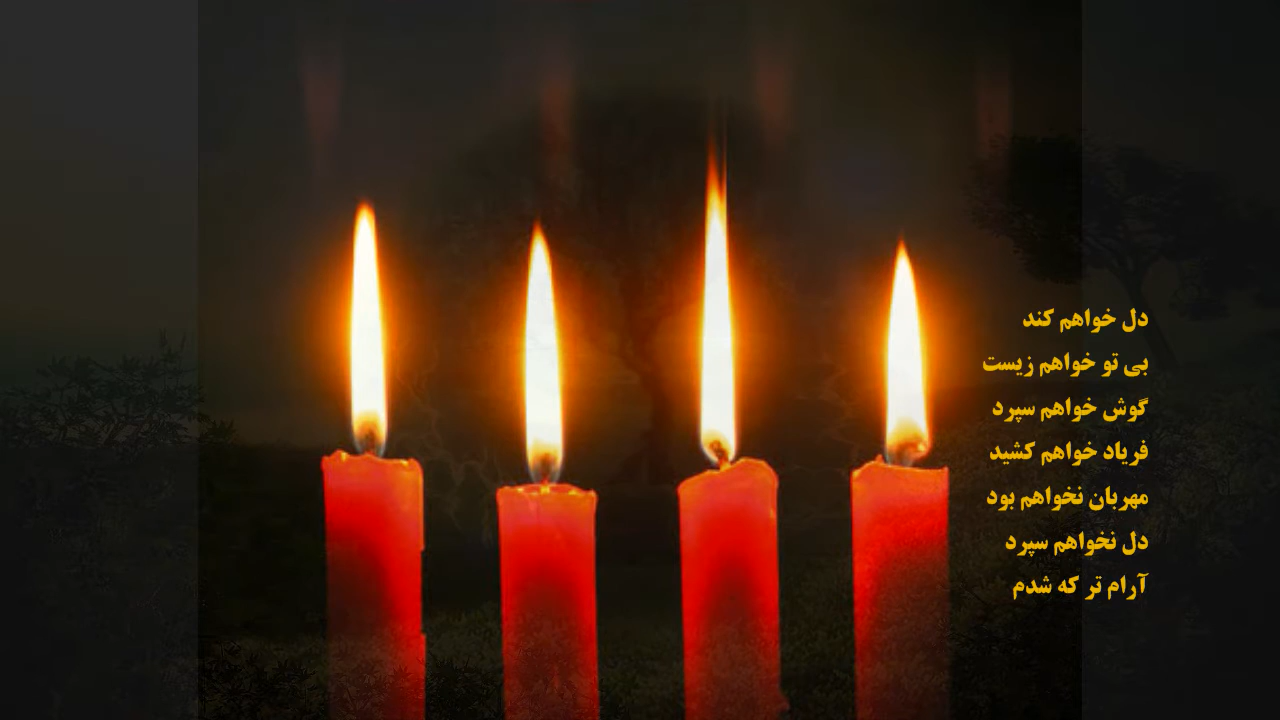 دل خواهم کند
بی تو خواهم زیست
گوش خواهم سپرد
فریاد خواهم کشید
مهربان نخواهم بود
دل نخواهم سپرد
آرام تر که شدم